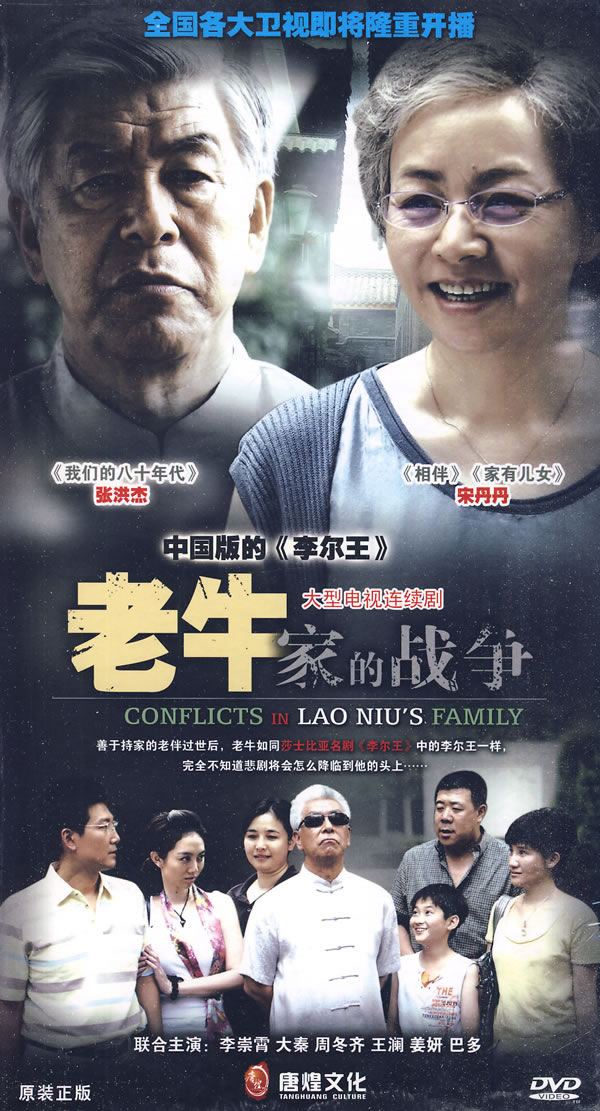 全国各大卫视即将隆重开播
《我们的八十年代》
张洪杰
《相伴》《家有儿女》
宋丹丹
中国版的《李尔王》
大型电视连续剧
老牛家的战争
CONFLICTS IN LAO NIU'S FAMILY
善于持家的老伴过世后，老牛如同莎士比亚名剧《李尔王》中的李尔王一样，
完全不知道悲剧将会怎么降临到他的头上……
联合主演：李崇霄 大秦 周冬齐 王澜 姜妍 巴多
原装正版
唐煌文化
TANGHUANG CULTURE
DVD
VIDEO